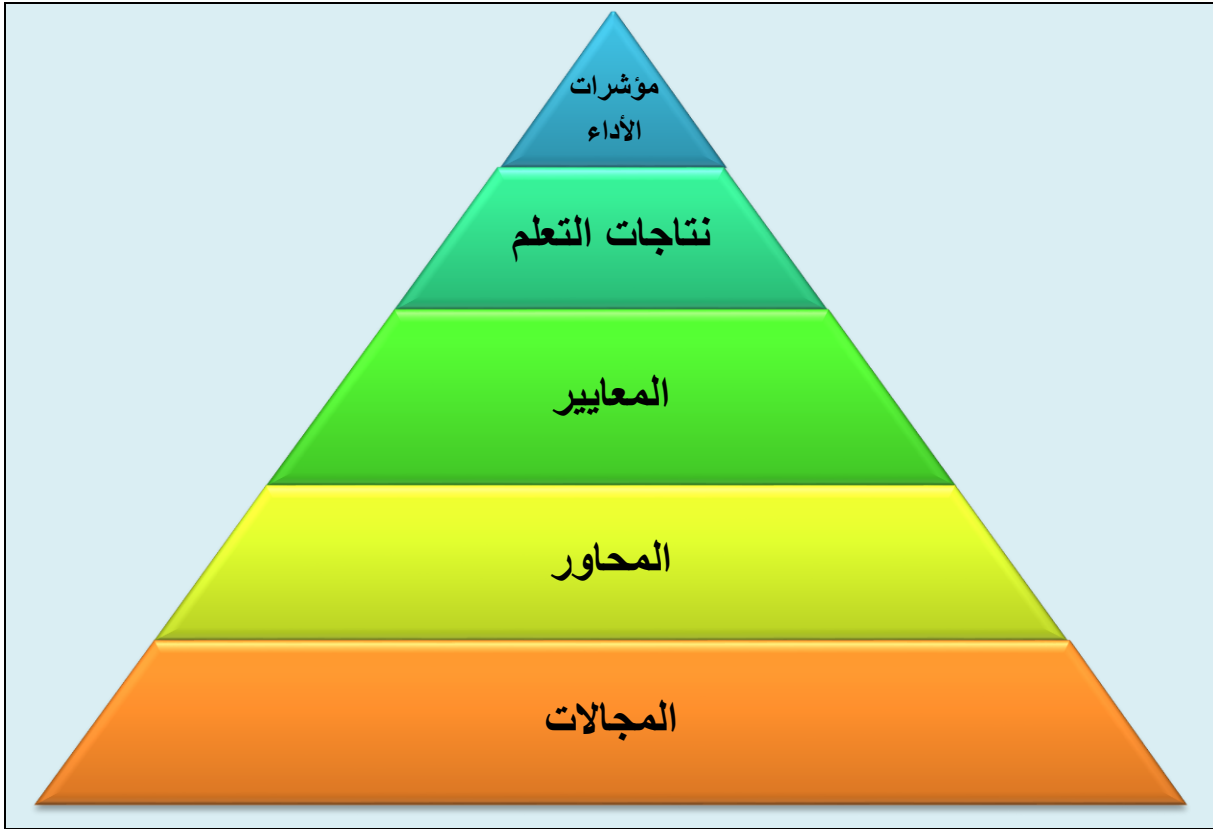 مؤشرات
الأداء
نتاجات التعلم
المعايير
المحاور
المجالات